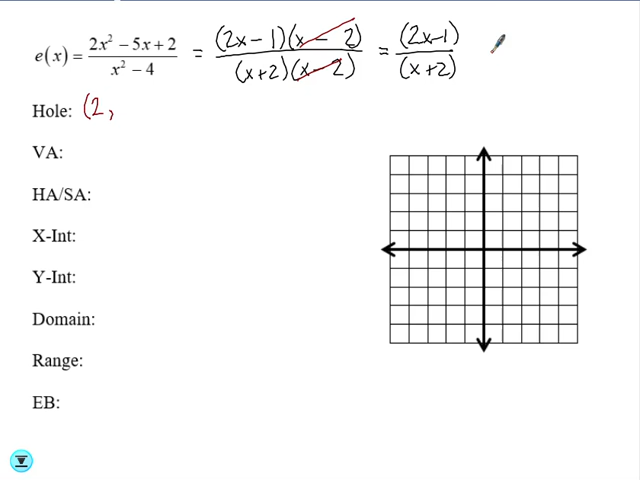 e(x) = (2x² − 5x + 2)/(x² − 4) = ((2x − 1)(x − 2))/((x+2)(x−2)) = (2x−1)/(x+2)
Hole: (2,
VA:
HA/SA:
X-Int:
Y-Int:
Domain:
Range:
EB: